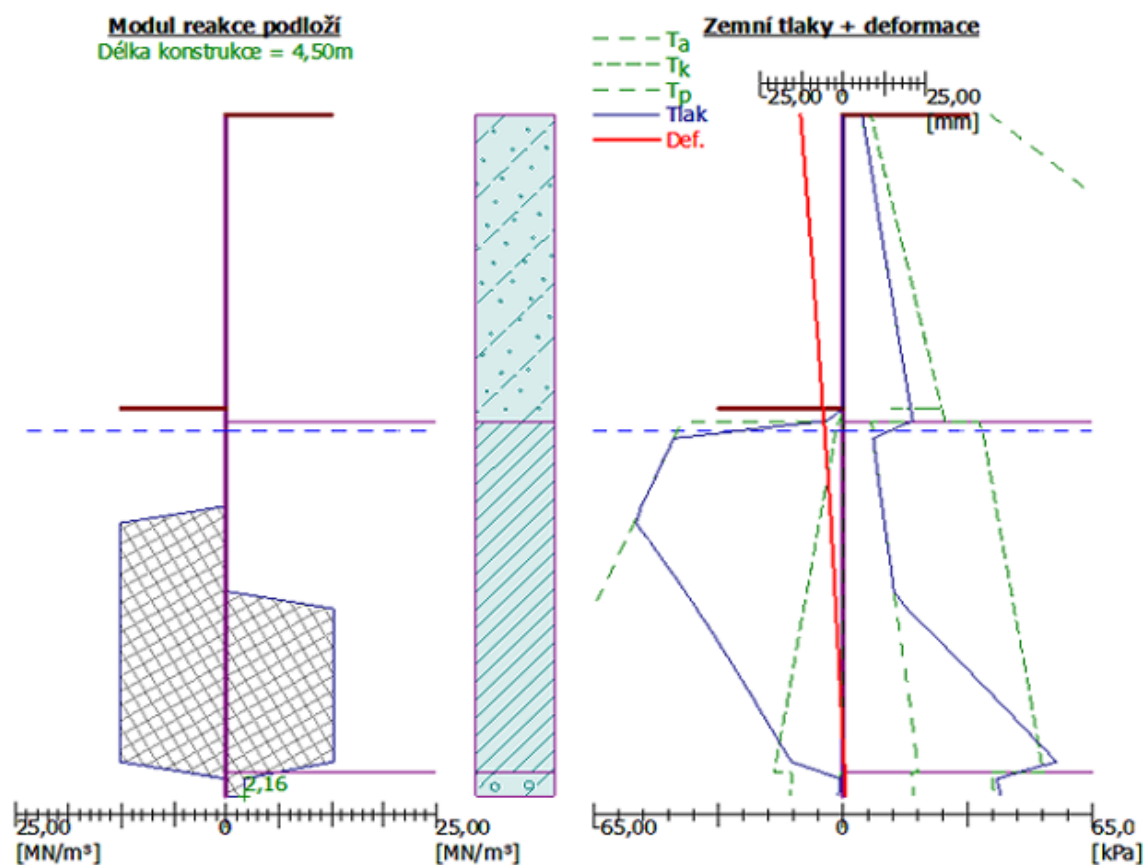 Modul reakce podloží
Délka konstrukce = 4,50m
Zemní tlaky + deformace
Ta
Tk
Tp
Tlak
Def.
-25,00
0
25,00
[mm]
2,16
25,00
0
25,00
[MN/m³]
[MN/m³]
-65,00
0
65,0
[kPa]